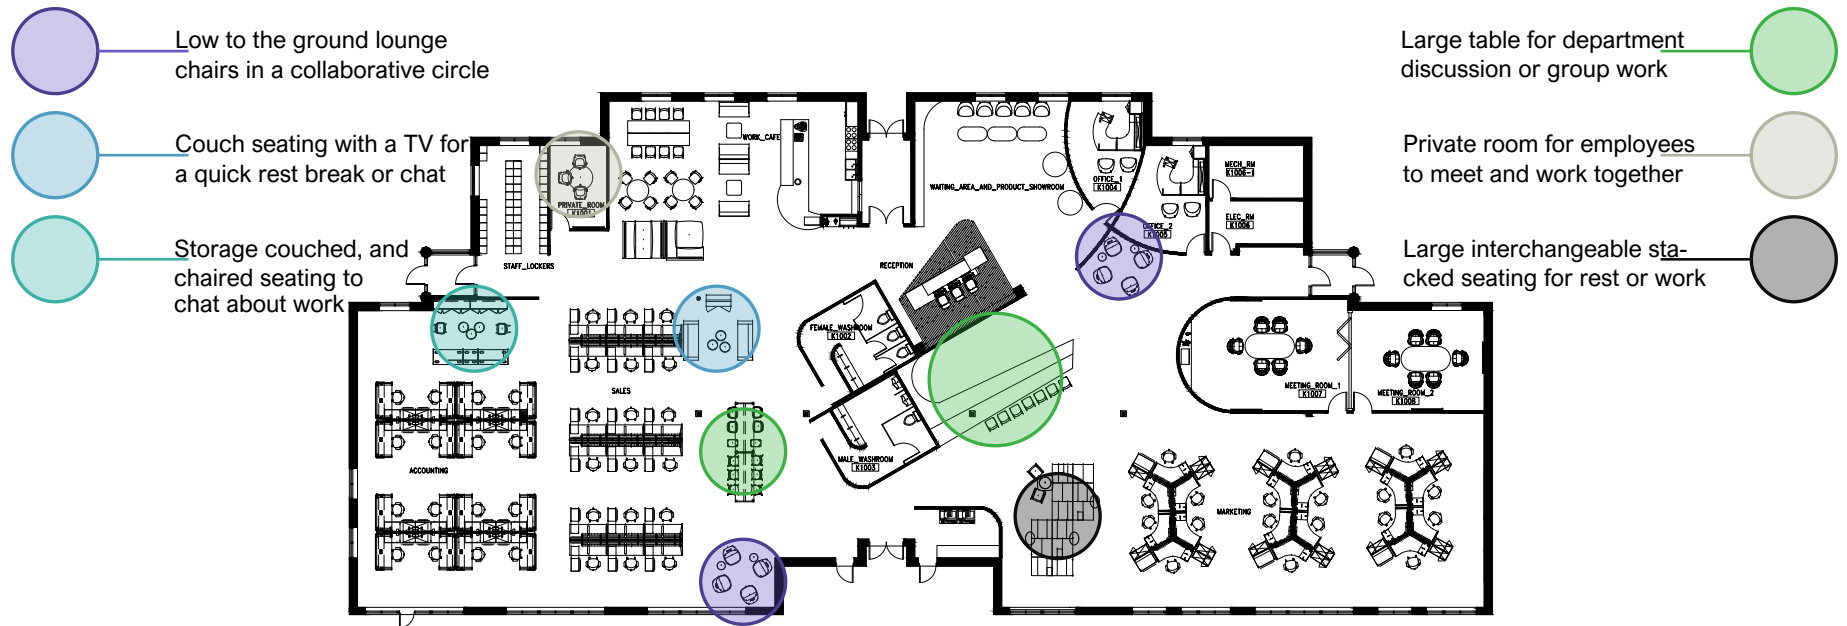 Low to the ground lounge
chairs in a collaborative circle
Couch seating with a TV for
a quick rest break or chat
Storage couched, and
chaired seating to
chat about work
Large table for department
discussion or group work
Private room for employees
to meet and work together
Large interchangeable sta-
cked seating for rest or work
WORK_CAFE
PRIVATE_ROOM
K1001
STAFF_LOCKERS
WAITING_AREA_AND_PRODUCT_SHOWROOM
OFFICE_1
K1004
OFFICE_2
K1005
MECH_RM
K1006-1
ELEC_RM
K1006
RECEPTION
FEMALE_WASHROOM
K1002
MALE_WASHROOM
K1003
SALES
ACCOUNTING
MEETING_ROOM_1
K1007
MEETING_ROOM_2
K1008
MARKETING